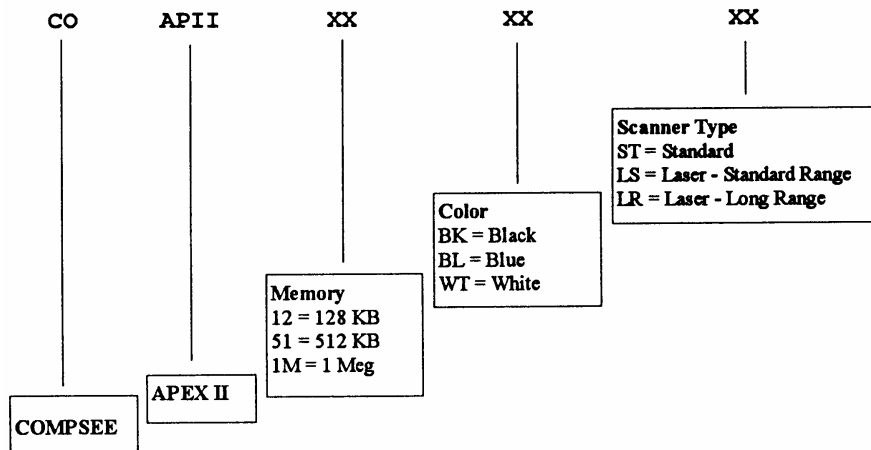 CO APII XX XX XX
Scanner Type
ST = Standard
LS = Laser - Standard Range
LR = Laser - Long Range
Color
BK = Black
BL = Blue
WT = White
Memory
12 = 128 KB
51 = 512 KB
1M = 1 Meg
APEX II
COMPSEE